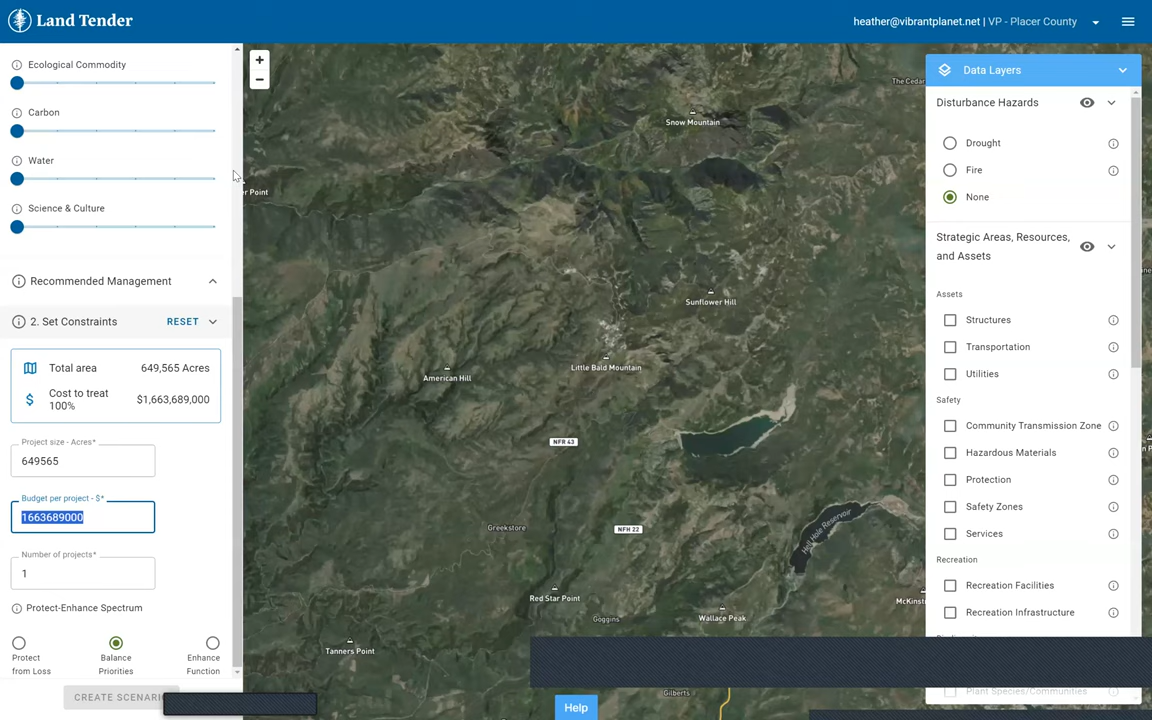 Land Tender
heather@vibrantplanet.net | VP - Placer County
Ecological Commodity
Carbon
Water
Science & Culture
Recommended Management
2. Set Constraints
RESET
Total area
649,565 Acres
Cost to treat
100%
$1,663,689,000
Project size - Acres*
649565
Budget per project - $*
1663689000
Number of projects*
1
Protect-Enhance Spectrum
Protect
from Loss
Balance
Priorities
Enhance
Function
CREATE SCENARIO
+
−
The Cedar
Snow Mountain
er Point
Sunflower Hill
Little Bald Mountain
American Hill
NFR 43
Greekstore
NFH 22
Hell Hole Reservoir
Red Star Point
Goggins
Wallace Peak
McKinst
Tanners Point
Gilberts
Help
Data Layers
Disturbance Hazards
Drought
Fire
None
Strategic Areas, Resources,
and Assets
Assets
Structures
Transportation
Utilities
Safety
Community Transmission Zone
Hazardous Materials
Protection
Safety Zones
Services
Recreation
Recreation Facilities
Recreation Infrastructure
Plant Species/Communities